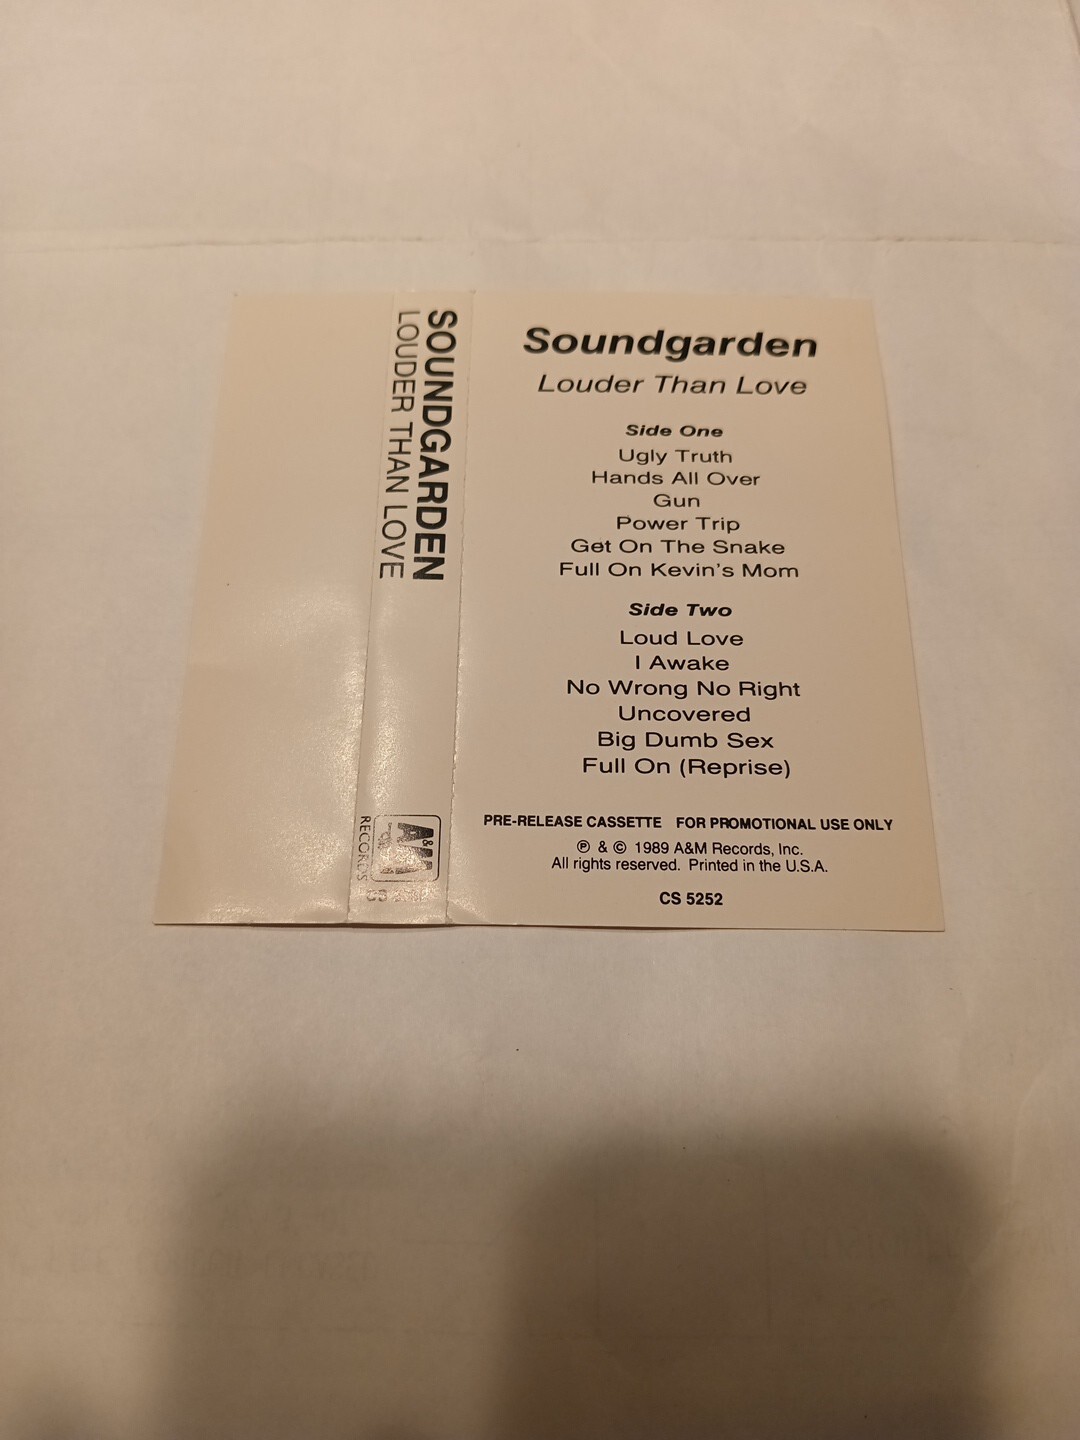 SOUNDGARDEN
LOUDER THAN LOVE
A&M
RECORDS
CS
Soundgarden
Louder Than Love
Side One
Ugly Truth
Hands All Over
Gun
Power Trip
Get On The Snake
Full On Kevin's Mom
Side Two
Loud Love
I Awake
No Wrong No Right
Uncovered
Big Dumb Sex
Full On (Reprise)
PRE-RELEASE CASSETTE FOR PROMOTIONAL USE ONLY
℗ & © 1989 A&M Records, Inc.
All rights reserved. Printed in the U.S.A.
CS 5252